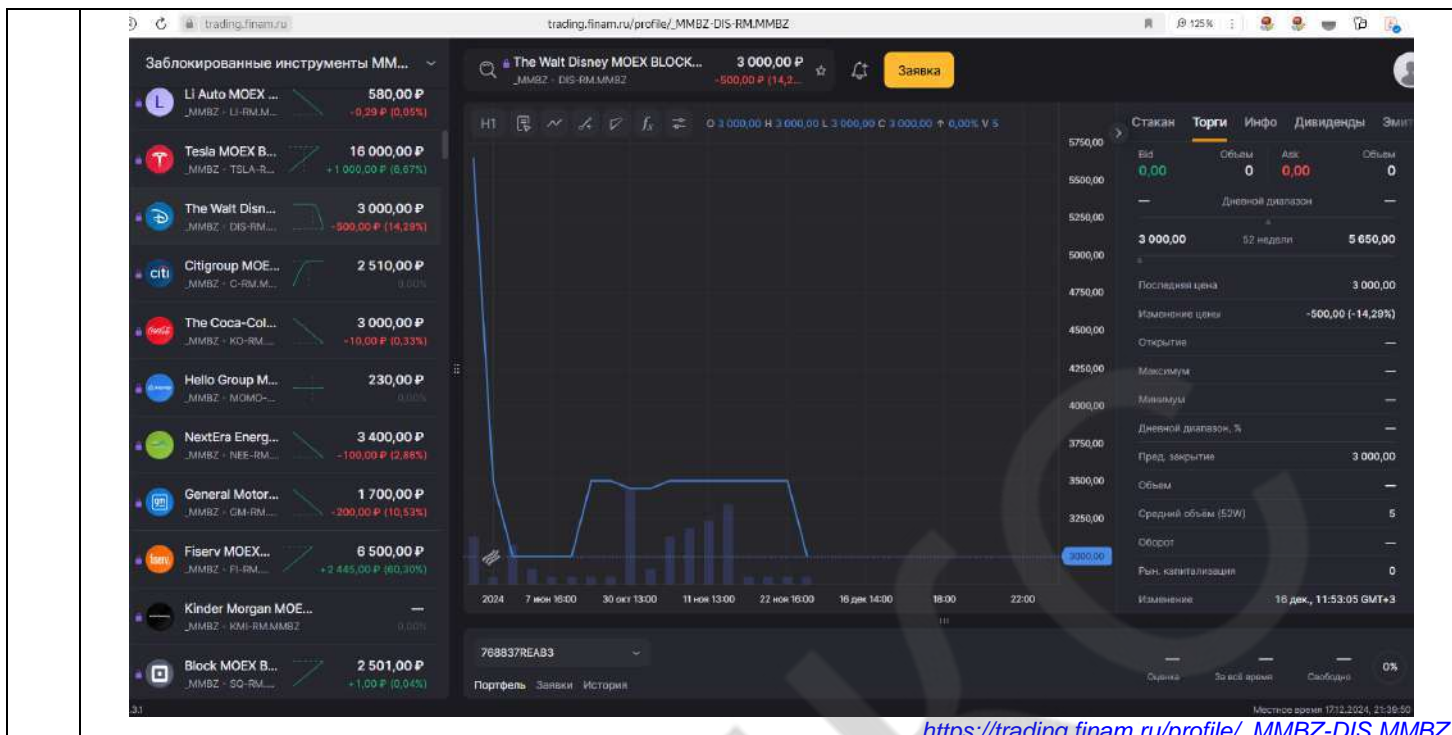 trading.finam.ru
trading.finam.ru/profile/_MMBZ-DIS-RM.MMBZ
125 %
Заблокированные инструменты ММ...
The Walt Disney MOEX BLOCK...
_MMBZ · DIS-RM.MMBZ
3 000,00 ₽
-500,00 ₽ (14,2...
Заявка
Li Auto MOEX ...
580,00 ₽
_MMBZ · LI-RM.M...
-0,29 ₽ (0,05%)
Tesla MOEX B...
16 000,00 ₽
_MMBZ · TSLA-R...
+1 000,00 ₽ (6,67%)
The Walt Disn...
3 000,00 ₽
_MMBZ · DIS-RM....
-500,00 ₽ (14,29%)
citi
Citigroup MOE...
2 510,00 ₽
_MMBZ · C-RM.M...
0,00%
The Coca-Col...
3 000,00 ₽
_MMBZ · KO-RM....
-10,00 ₽ (0,33%)
Hello Group M...
230,00 ₽
_MMBZ · MOMO-...
0,00%
NextEra Energ...
3 400,00 ₽
_MMBZ · NEE-RM....
-100,00 ₽ (2,86%)
gm
General Motor...
1 700,00 ₽
_MMBZ · GM-RM....
-200,00 ₽ (10,53%)
fiserv.
Fiserv MOEX...
6 500,00 ₽
_MMBZ · FI-RM....
+2 445,00 ₽ (60,30%)
Kinder Morgan MOE...
—
_MMBZ · KMI-RM.MMBZ
0,00%
Block MOEX B...
2 501,00 ₽
_MMBZ · SQ-RM....
+1,00 ₽ (0,04%)
H1
O 3 000,00 H 3 000,00 L 3 000,00 C 3 000,00 ↑ 0,00% V 5
5750,00
5500,00
5250,00
5000,00
4750,00
4500,00
4250,00
4000,00
3750,00
3500,00
3250,00
3000,00
2024 7 июн 16:00 30 окт 13:00 11 ноя 13:00 22 ноя 16:00 16 дек 14:00 18:00 22:00
Стакан Торги Инфо Дивиденды Эмит
Bid Объем Ask Объем
0,00 0 0,00 0
— Дневной диапазон —
3 000,00 52 недели 5 650,00
Последняя цена 3 000,00
Изменение цены -500,00 (-14,29%)
Открытие —
Максимум —
Минимум —
Дневной диапазон, % —
Пред. закрытие 3 000,00
Объем —
Средний объём (52W) 5
Оборот —
Рын. капитализация 0
Изменение 16 дек., 11:53:05 GMT+3
768837REAB3
Портфель Заявки История
— — — 0%
Оценка За всё время Свободно
.3.1
Местное время 17.12.2024, 21:39:50
https://trading.finam.ru/profile/_MMBZ-DIS.MMBZ